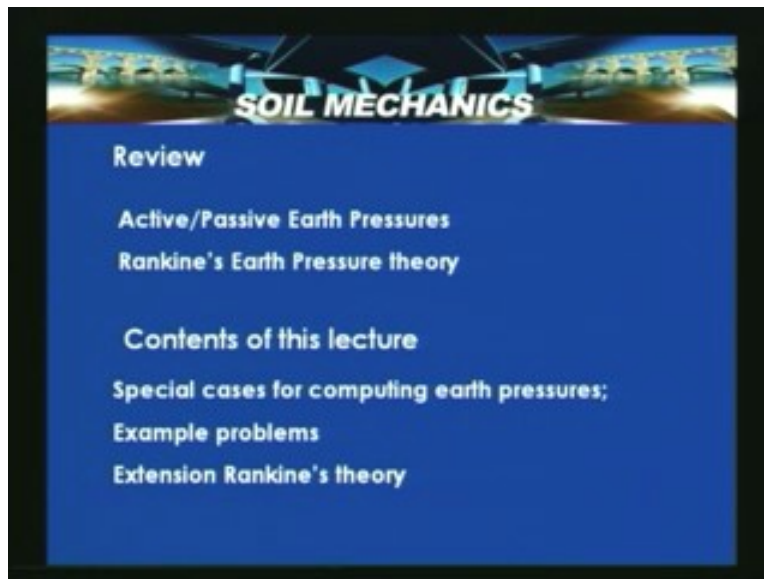 SOIL MECHANICS
Review
Active/Passive Earth Pressures
Rankine's Earth Pressure theory
Contents of this lecture
Special cases for computing earth pressures;
Example problems
Extension Rankine's theory